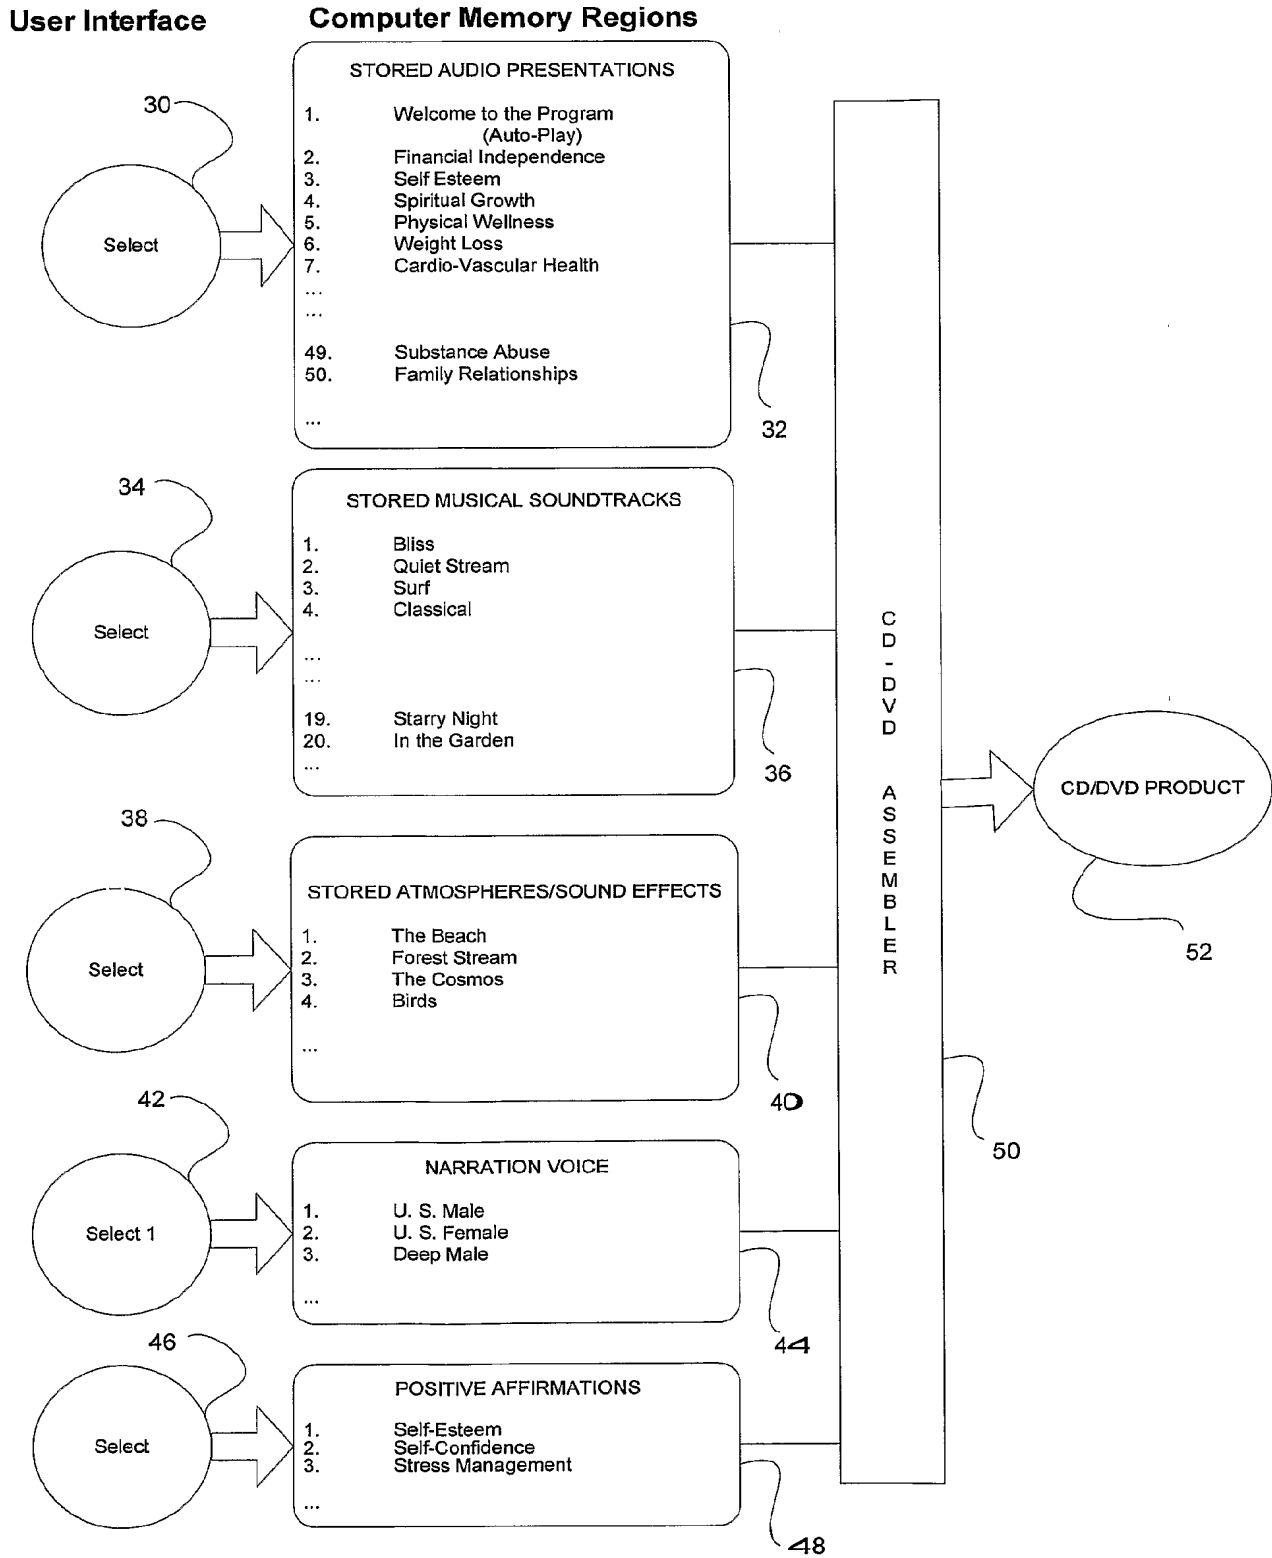 User Interface
Computer Memory Regions
30
Select
STORED AUDIO PRESENTATIONS
1. Welcome to the Program
(Auto-Play)
2. Financial Independence
3. Self Esteem
4. Spiritual Growth
5. Physical Wellness
6. Weight Loss
7. Cardio-Vascular Health
...
...
49. Substance Abuse
50. Family Relationships
...
32
34
Select
STORED MUSICAL SOUNDTRACKS
1. Bliss
2. Quiet Stream
3. Surf
4. Classical
...
...
19. Starry Night
20. In the Garden
...
36
38
Select
STORED ATMOSPHERES/SOUND EFFECTS
1. The Beach
2. Forest Stream
3. The Cosmos
4. Birds
...
40
42
Select 1
NARRATION VOICE
1. U. S. Male
2. U. S. Female
3. Deep Male
...
44
46
Select
POSITIVE AFFIRMATIONS
1. Self-Esteem
2. Self-Confidence
3. Stress Management
...
48
CD-DVD ASSEMBLER
50
CD/DVD PRODUCT
52